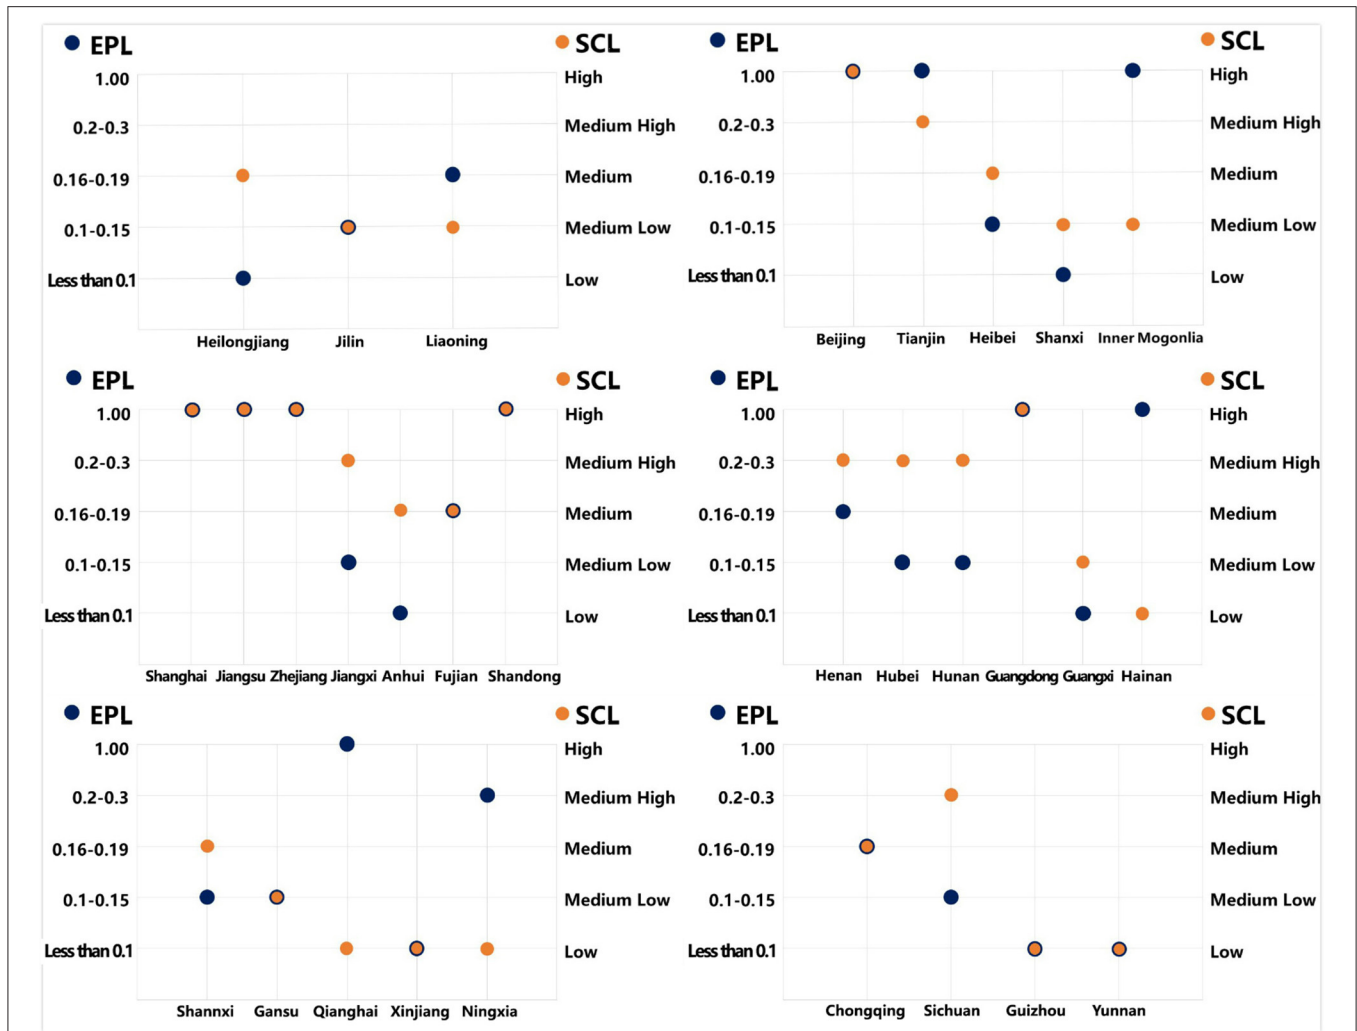 EPL SCL
1.00 High
0.2-0.3 Medium High
0.16-0.19 Medium
0.1-0.15 Medium Low
Less than 0.1 Low
Heilongjiang Jilin Liaoning
EPL SCL
1.00 High
0.2-0.3 Medium High
0.16-0.19 Medium
0.1-0.15 Medium Low
Less than 0.1 Low
Beijing Tianjin Heibei Shanxi Inner Mogonlia
EPL SCL
1.00 High
0.2-0.3 Medium High
0.16-0.19 Medium
0.1-0.15 Medium Low
Less than 0.1 Low
Shanghai Jiangsu Zhejiang Jiangxi Anhui Fujian Shandong
EPL SCL
1.00 High
0.2-0.3 Medium High
0.16-0.19 Medium
0.1-0.15 Medium Low
Less than 0.1 Low
Henan Hubei Hunan Guangdong Guangxi Hainan
EPL SCL
1.00 High
0.2-0.3 Medium High
0.16-0.19 Medium
0.1-0.15 Medium Low
Less than 0.1 Low
Shannxi Gansu Qianghai Xinjiang Ningxia
EPL SCL
1.00 High
0.2-0.3 Medium High
0.16-0.19 Medium
0.1-0.15 Medium Low
Less than 0.1 Low
Chongqing Sichuan Guizhou Yunnan